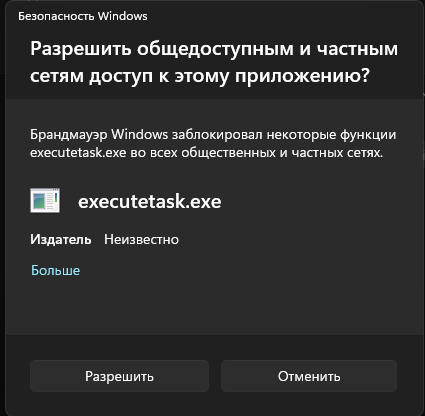 Безопасность Windows
Разрешить общедоступным и частным
сетям доступ к этому приложению?
Брандмауэр Windows заблокировал некоторые функции
executetask.exe во всех общественных и частных сетях.
executetask.exe
Издатель Неизвестно
Больше
Разрешить Отменить